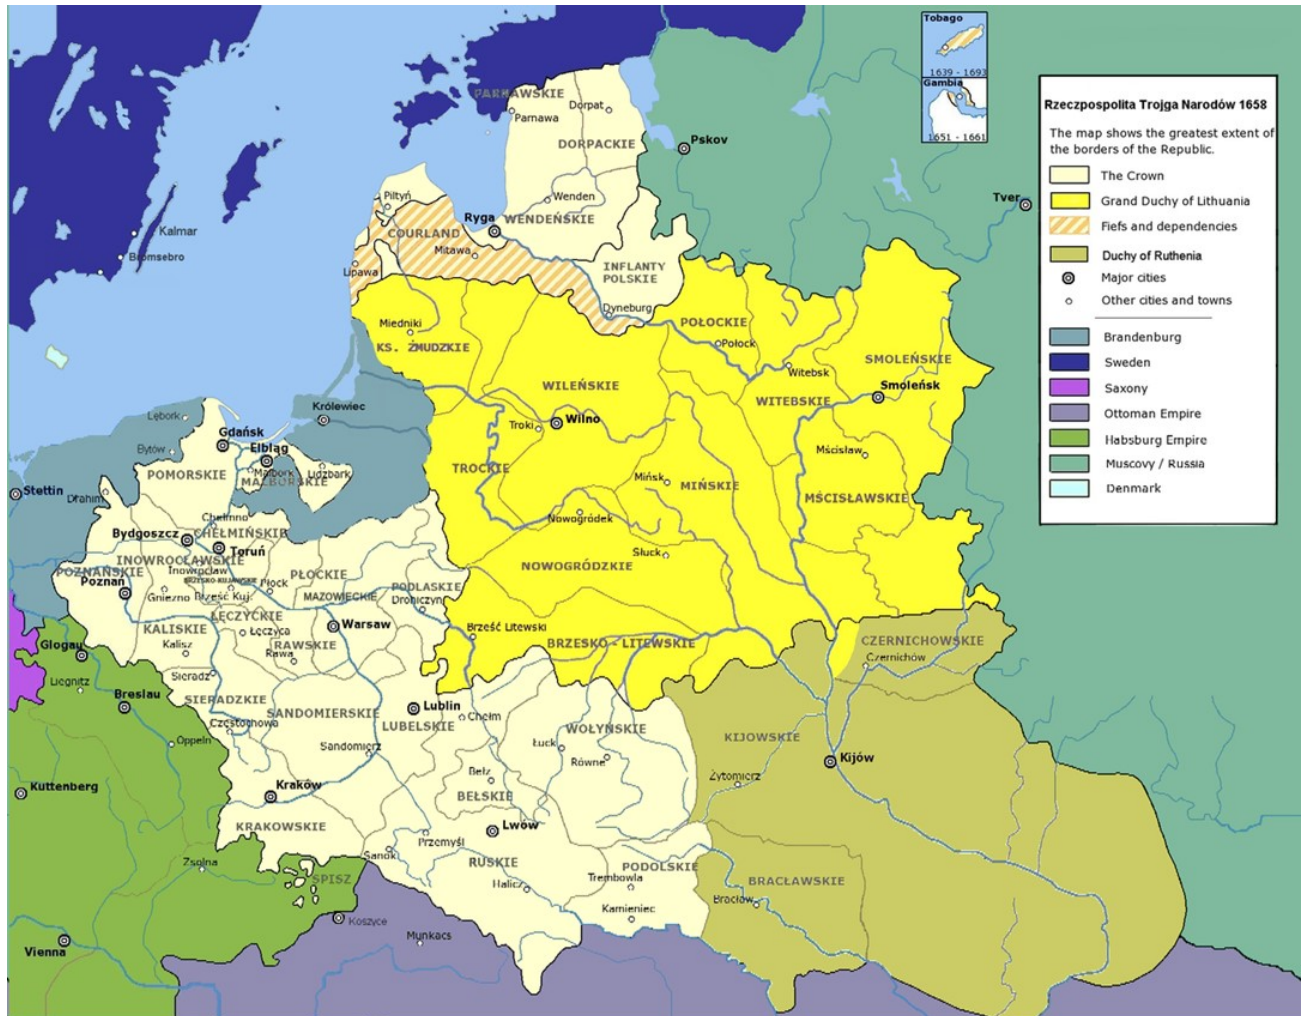 Tobago
1639 - 1693
Gambia
1651 - 1661
Rzeczpospolita Trojga Narodów 1658
The map shows the greatest extent of
the borders of the Republic.
The Crown
Grand Duchy of Lithuania
Fiefs and dependencies
Duchy of Ruthenia
Major cities
Other cities and towns
Brandenburg
Sweden
Saxony
Ottoman Empire
Habsburg Empire
Muscovy / Russia
Denmark
PARNAWSKIE
Parnawa
Dorpat
DORPACKIE
Pskov
Tver
Piltyń
Wenden
Ryga
WENDEŃSKIE
COURLAND
Mitawa
Kalmar
Bromsebro
Lipawa
INFLANTY
POLSKIE
Dyneburg
Miedniki
KS. ŻMUDZKIE
POŁOCKIE
Połock
SMOLEŃSKIE
Witebsk
Smoleńsk
WILEŃSKIE
WITEBSKIE
Królewiec
Lębork
Troki
Wilno
Gdańsk
Bytów
Elbląg
Mścisław
TROCKIE
Malbork
Lidzbark
POMORSKIE
MALBORSKIE
Mińsk
MIŃSKIE
Stettin
Drahim
MŚCISŁAWSKIE
Chełmno
Nowogródek
Bydgoszcz
CHEŁMIŃSKIE
Toruń
Słuck
INOWROCŁAWSKIE
NOWOGRÓDZKIE
POZNAŃSKIE
Inowrocław
PŁOCKIE
BRZESKO-KUJAWSKIE
Poznan
Płock
PODLASKIE
Gniezno
Brześć Kuj.
MAZOWIECKIE
Drohiczyn
ŁĘCZYCKIE
KALISKIE
Łęczyca
Warsaw
Brześć Litewski
BRZESKO - LITEWSKIE
CZERNICHOWSKIE
Czernichów
Glogau
Kalisz
RAWSKIE
Rawa
Liegnitz
Sieradz
Breslau
SIERADZKIE
SANDOMIERSKIE
Lublin
LUBELSKIE
Chełm
Częstochowa
WOŁYŃSKIE
KIJOWSKIE
Oppeln
Sandomierz
Łuck
Równe
Kijów
Bełz
Żytomierz
Kuttenberg
Kraków
BEŁSKIE
KRAKOWSKIE
Lwów
Przemyśl
Sanok
Zsolna
RUSKIE
PODOLSKIE
SPISZ
Halicz
Trembowla
BRACŁAWSKIE
Bracław
Kamieniec
Koszyce
Munkacs
Vienna